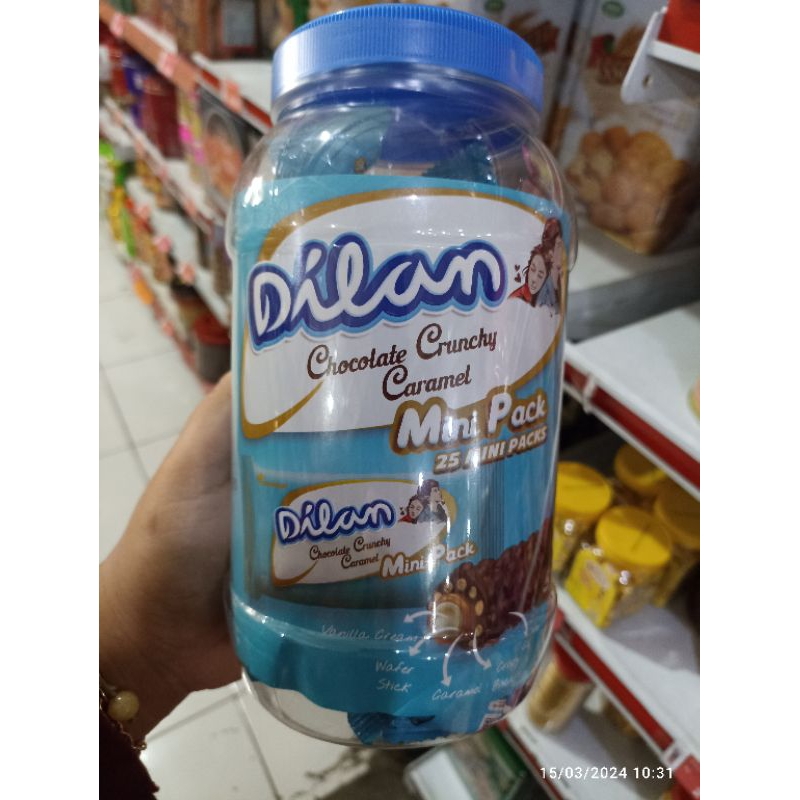 Dilan
Chocolate Crunchy
Caramel
Mini Pack
25 MINI PACKS
Dilan
Chocolate Crunchy
Caramel
Mini Pack
Vanilla Cream
Wafer
Stick
Caramel
15/03/2024 10:31